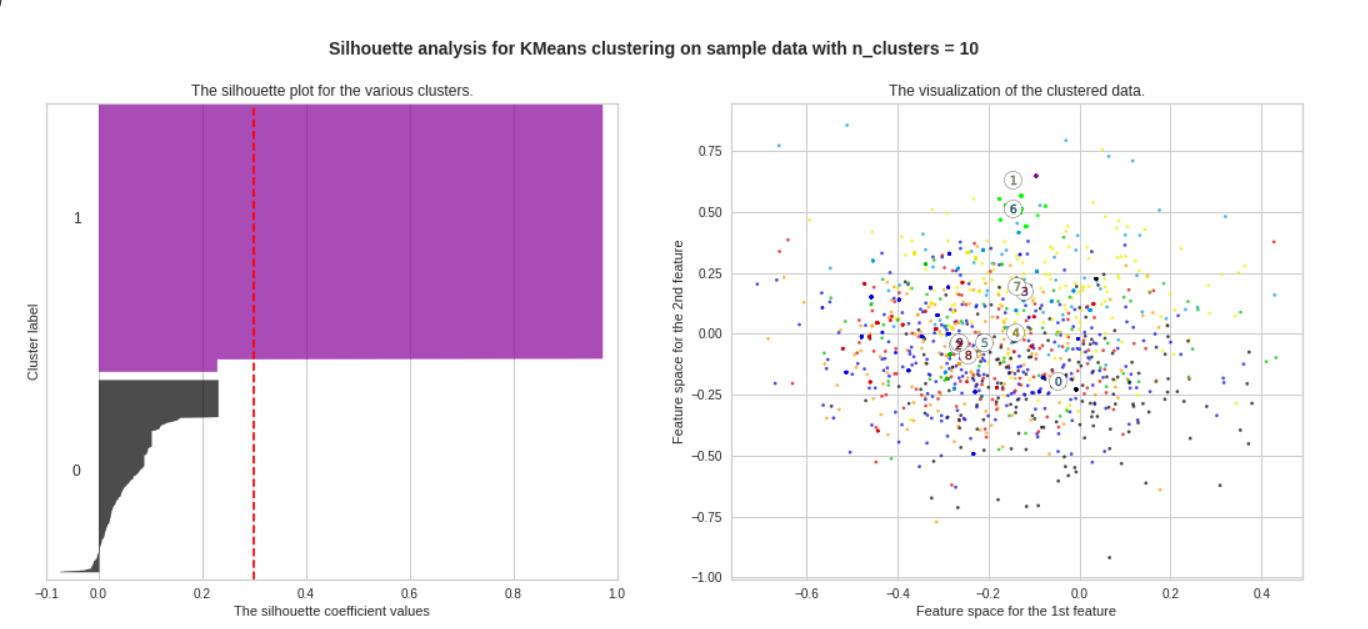 Silhouette analysis for KMeans clustering on sample data with n_clusters = 10
The silhouette plot for the various clusters.
Cluster label
1
0
−0.1 0.0 0.2 0.4 0.6 0.8 1.0
The silhouette coefficient values
The visualization of the clustered data.
Feature space for the 2nd feature
0.75
0.50
0.25
0.00
−0.25
−0.50
−0.75
−1.00
1
6
7
3
4
5
8
0
−0.6 −0.4 −0.2 0.0 0.2 0.4
Feature space for the 1st feature